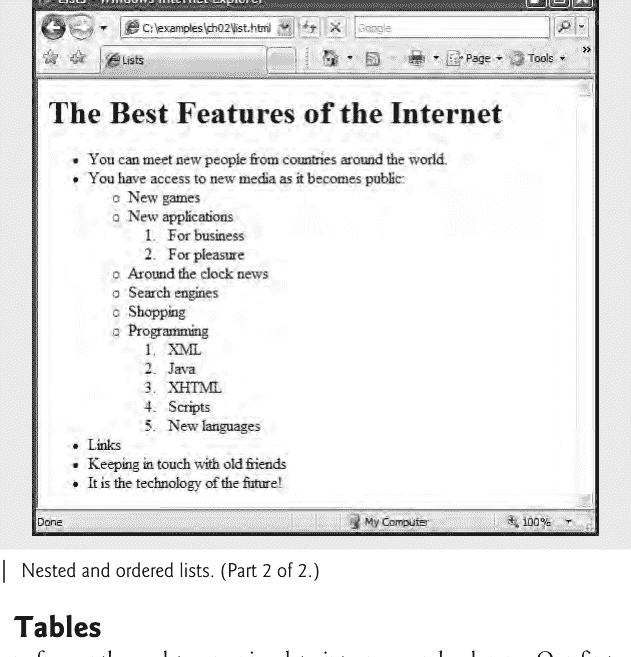 Lists - Windows Internet Explorer
C:\examples\ch02\list.html
Google
Lists
Page
Tools
»
The Best Features of the Internet
• You can meet new people from countries around the world.
• You have access to new media as it becomes public:
o New games
o New applications
1. For business
2. For pleasure
o Around the clock news
o Search engines
o Shopping
o Programming
1. XML
2. Java
3. XHTML
4. Scripts
5. New languages
• Links
• Keeping in touch with old friends
• It is the technology of the future!
Done
My Computer
100%
| Nested and ordered lists. (Part 2 of 2.)
Tables